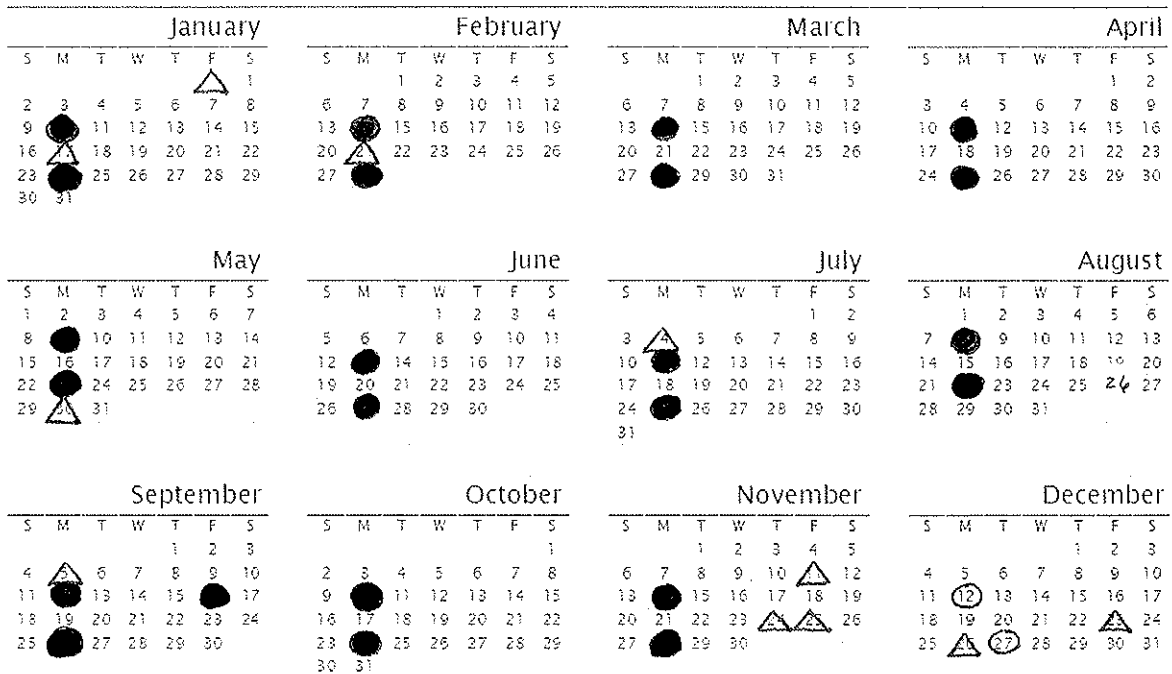 January
S M T W T F S
1
2 3 4 5 6 7 8
9 11 12 13 14 15
16 18 19 20 21 22
23 25 26 27 28 29
30 31
February
S M T W T F S
1 2 3 4 5
6 7 8 9 10 11 12
13 15 16 17 18 19
20 22 23 24 25 26
27
March
S M T W T F S
1 2 3 4 5
6 7 8 9 10 11 12
13 15 16 17 18 19
20 21 22 23 24 25 26
27 29 30 31
April
S M T W T F S
1 2
3 4 5 6 7 8 9
10 12 13 14 15 16
17 18 19 20 21 22 23
24 26 27 28 29 30
May
S M T W T F S
1 2 3 4 5 6 7
8 10 11 12 13 14
15 16 17 18 19 20 21
22 24 25 26 27 28
29 30 31
June
S M T W T F S
1 2 3 4
5 6 7 8 9 10 11
12 14 15 16 17 18
19 20 21 22 23 24 25
26 28 29 30
July
S M T W T F S
1 2
3 4 5 6 7 8 9
10 12 13 14 15 16
17 18 19 20 21 22 23
24 26 27 28 29 30
31
August
S M T W T F S
1 2 3 4 5 6
7 9 10 11 12 13
14 15 16 17 18 20
21 23 24 25 26 27
28 29 30 31
September
S M T W T F S
1 2 3
4 5 6 7 8 9 10
11 13 14 15 17
18 19 20 21 22 23 24
25 27 28 29 30
October
S M T W T F S
1
2 3 4 5 6 7 8
9 11 12 13 14 15
16 17 18 19 20 21 22
23 25 26 27 28 29
30 31
November
S M T W T F S
1 2 3 4 5
6 7 8 9 10 11 12
13 15 16 17 18 19
20 21 22 23 24 25 26
27 29 30
December
S M T W T F S
1 2 3
4 5 6 7 8 9 10
11 12 13 14 15 16 17
18 19 20 21 22 23 24
25 26 27 28 29 30 31